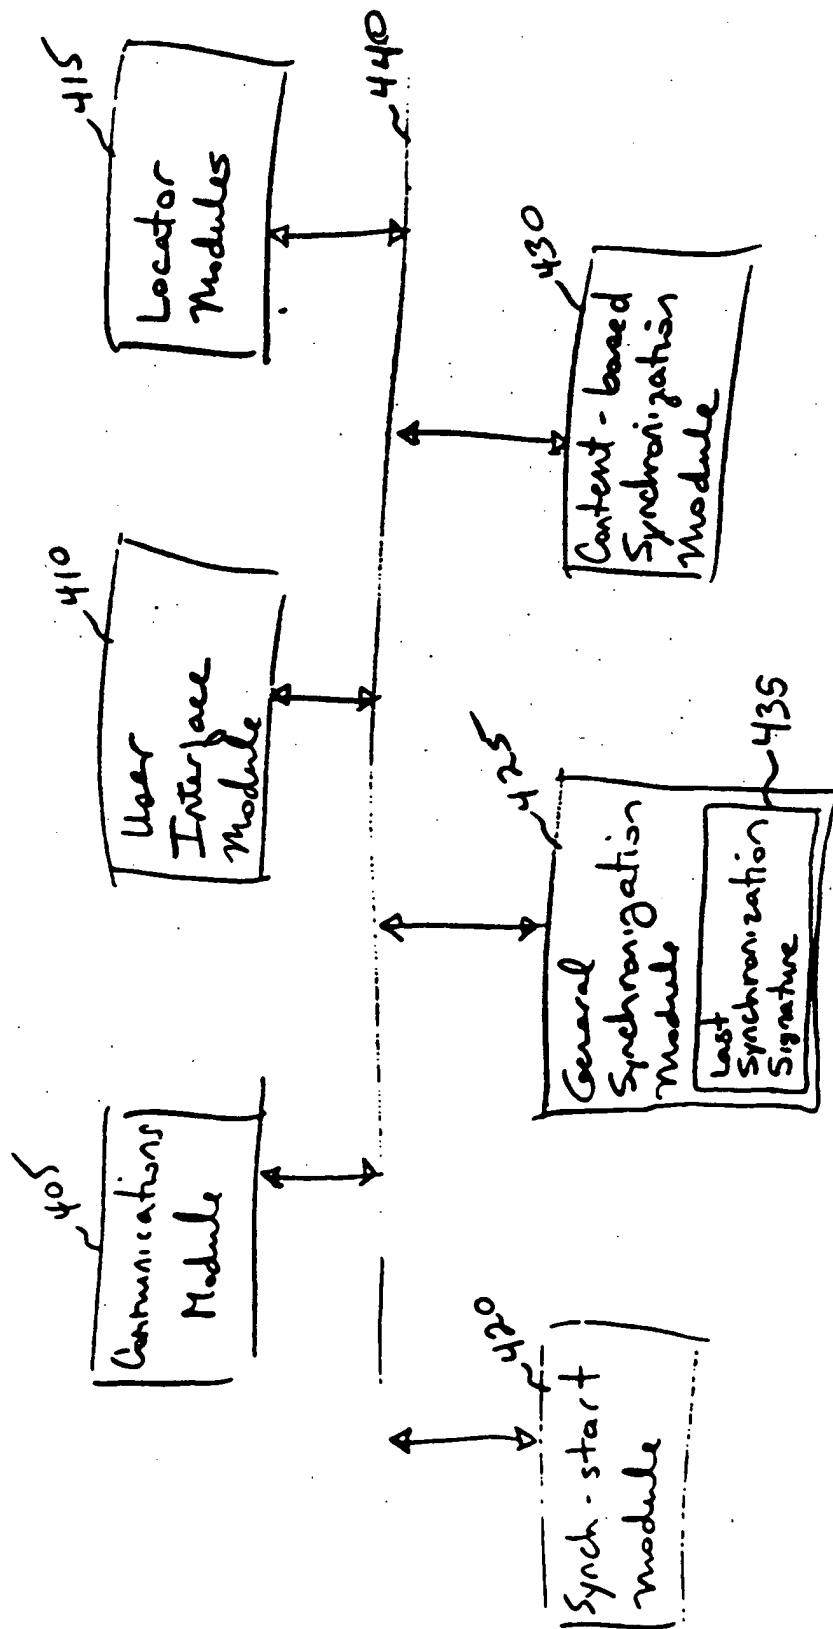 405
Communications
Module
410
User
Interface
Module
415
Locator
Modules
440
420
Synch-start
Module
425
General
Synchronization
Module
Last
Synchronization
Signature
435
430
Content-based
Synchronization
Module